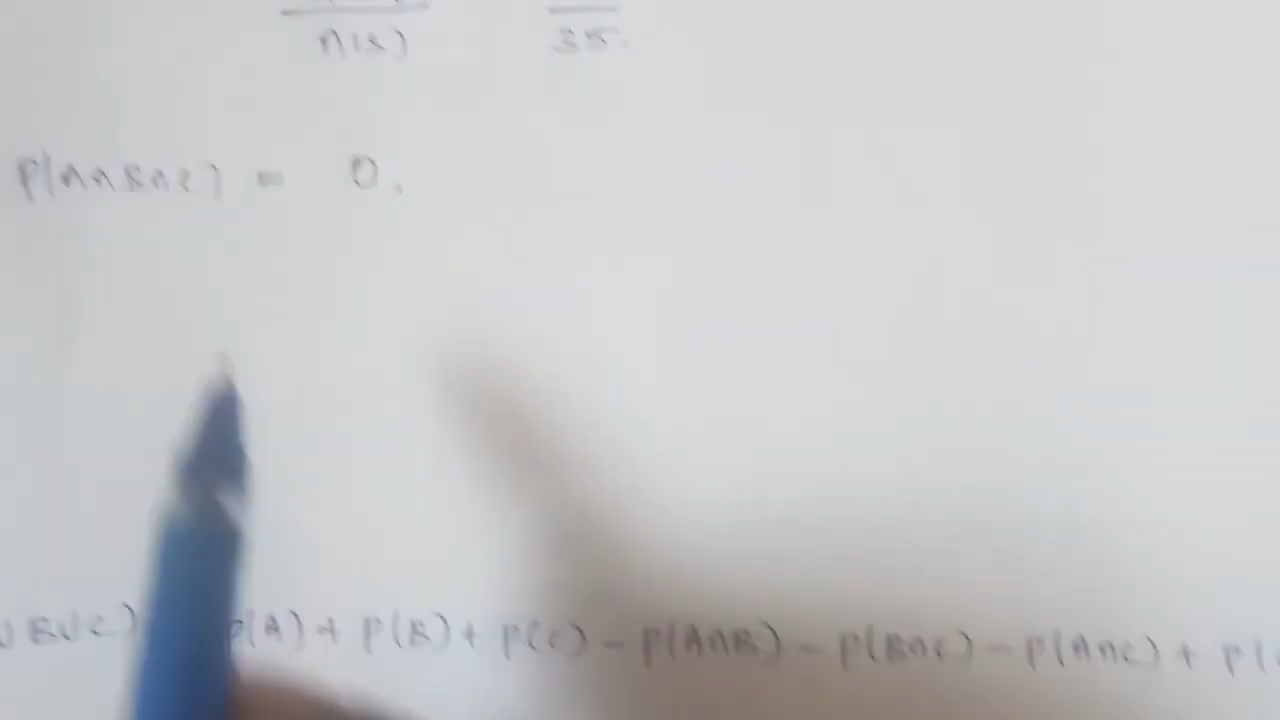 n(s) 35.
P(A∩B∩C) = 0.
∪B∪C) P(A) + P(B) + P(C) - P(A∩B) - P(B∩C) - P(A∩C) + P(